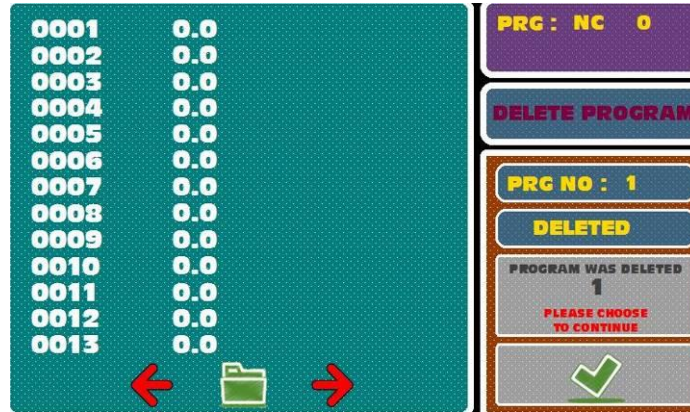 0001 0.0
0002 0.0
0003 0.0
0004 0.0
0005 0.0
0006 0.0
0007 0.0
0008 0.0
0009 0.0
0010 0.0
0011 0.0
0012 0.0
0013 0.0
PRG : NC 0
DELETE PROGRAM
PRG NO : 1
DELETED
PROGRAM WAS DELETED
1
PLEASE CHOOSE
TO CONTINUE